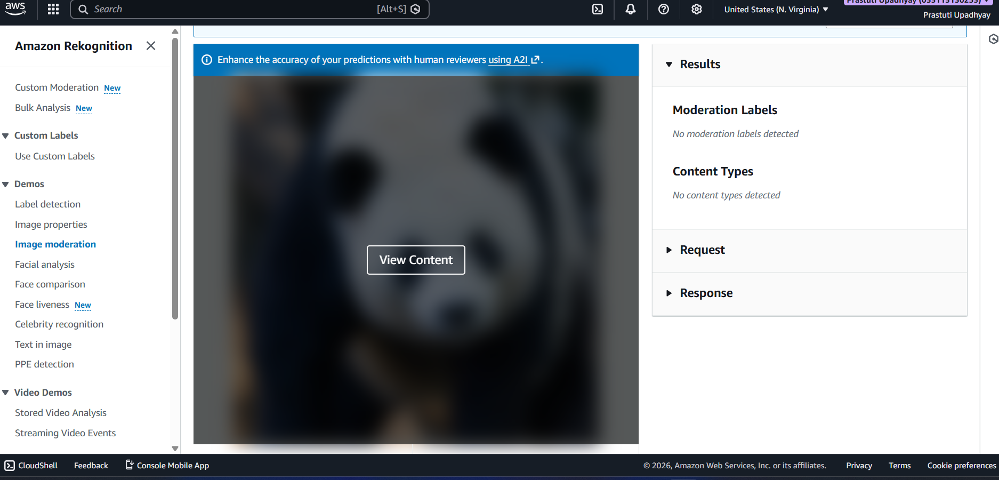 aws
Search
[Alt+S]
United States (N. Virginia)
Prastuti Upadhyay
Amazon Rekognition
Custom Moderation New
Bulk Analysis New
Custom Labels
Use Custom Labels
Demos
Label detection
Image properties
Image moderation
Facial analysis
Face comparison
Face liveness New
Celebrity recognition
Text in image
PPE detection
Video Demos
Stored Video Analysis
Streaming Video Events
Enhance the accuracy of your predictions with human reviewers using A2I.
View Content
Results
Moderation Labels
No moderation labels detected
Content Types
No content types detected
Request
Response
CloudShell
Feedback
Console Mobile App
© 2026, Amazon Web Services, Inc. or its affiliates.
Privacy
Terms
Cookie preferences